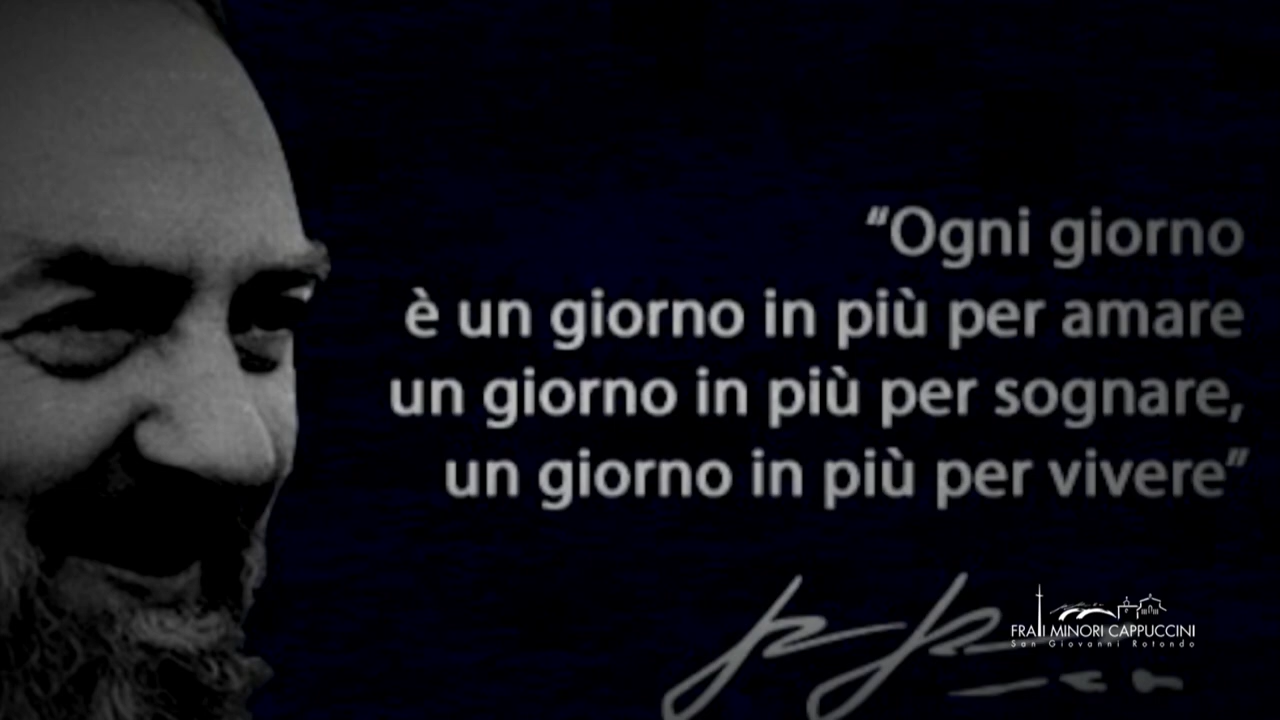 “Ogni giorno
è un giorno in più per amare
un giorno in più per sognare,
un giorno in più per vivere”
FRATI MINORI CAPPUCCINI
San Giovanni Rotondo